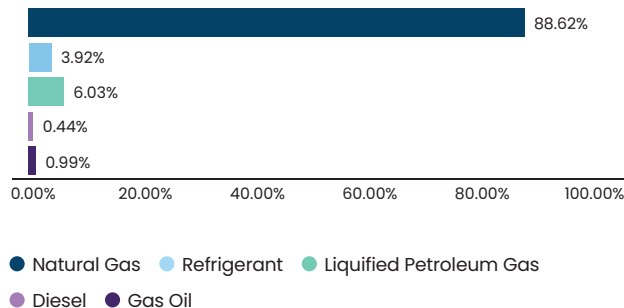 88.62%
3.92%
6.03%
0.44%
0.99%
0.00% 20.00% 40.00% 60.00% 80.00% 100.00%
Natural Gas Refrigerant Liquified Petroleum Gas
Diesel Gas Oil